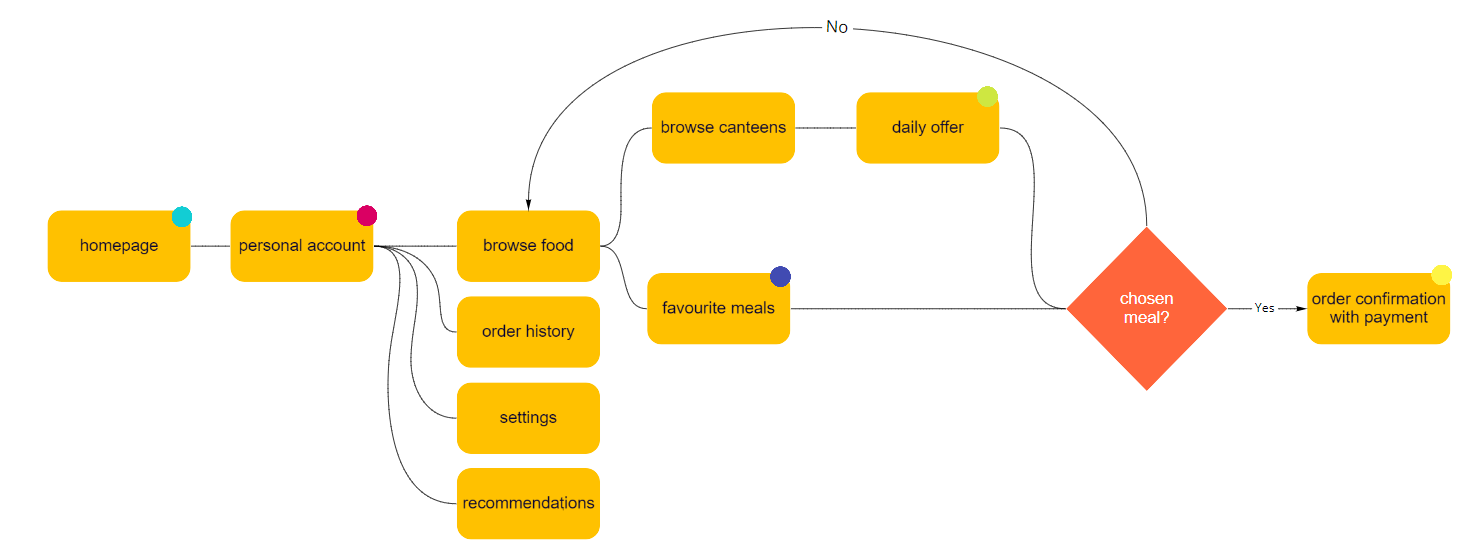 No
browse canteens
daily offer
homepage
personal account
browse food
favourite meals
chosen
meal?
Yes
order confirmation
with payment
order history
settings
recommendations